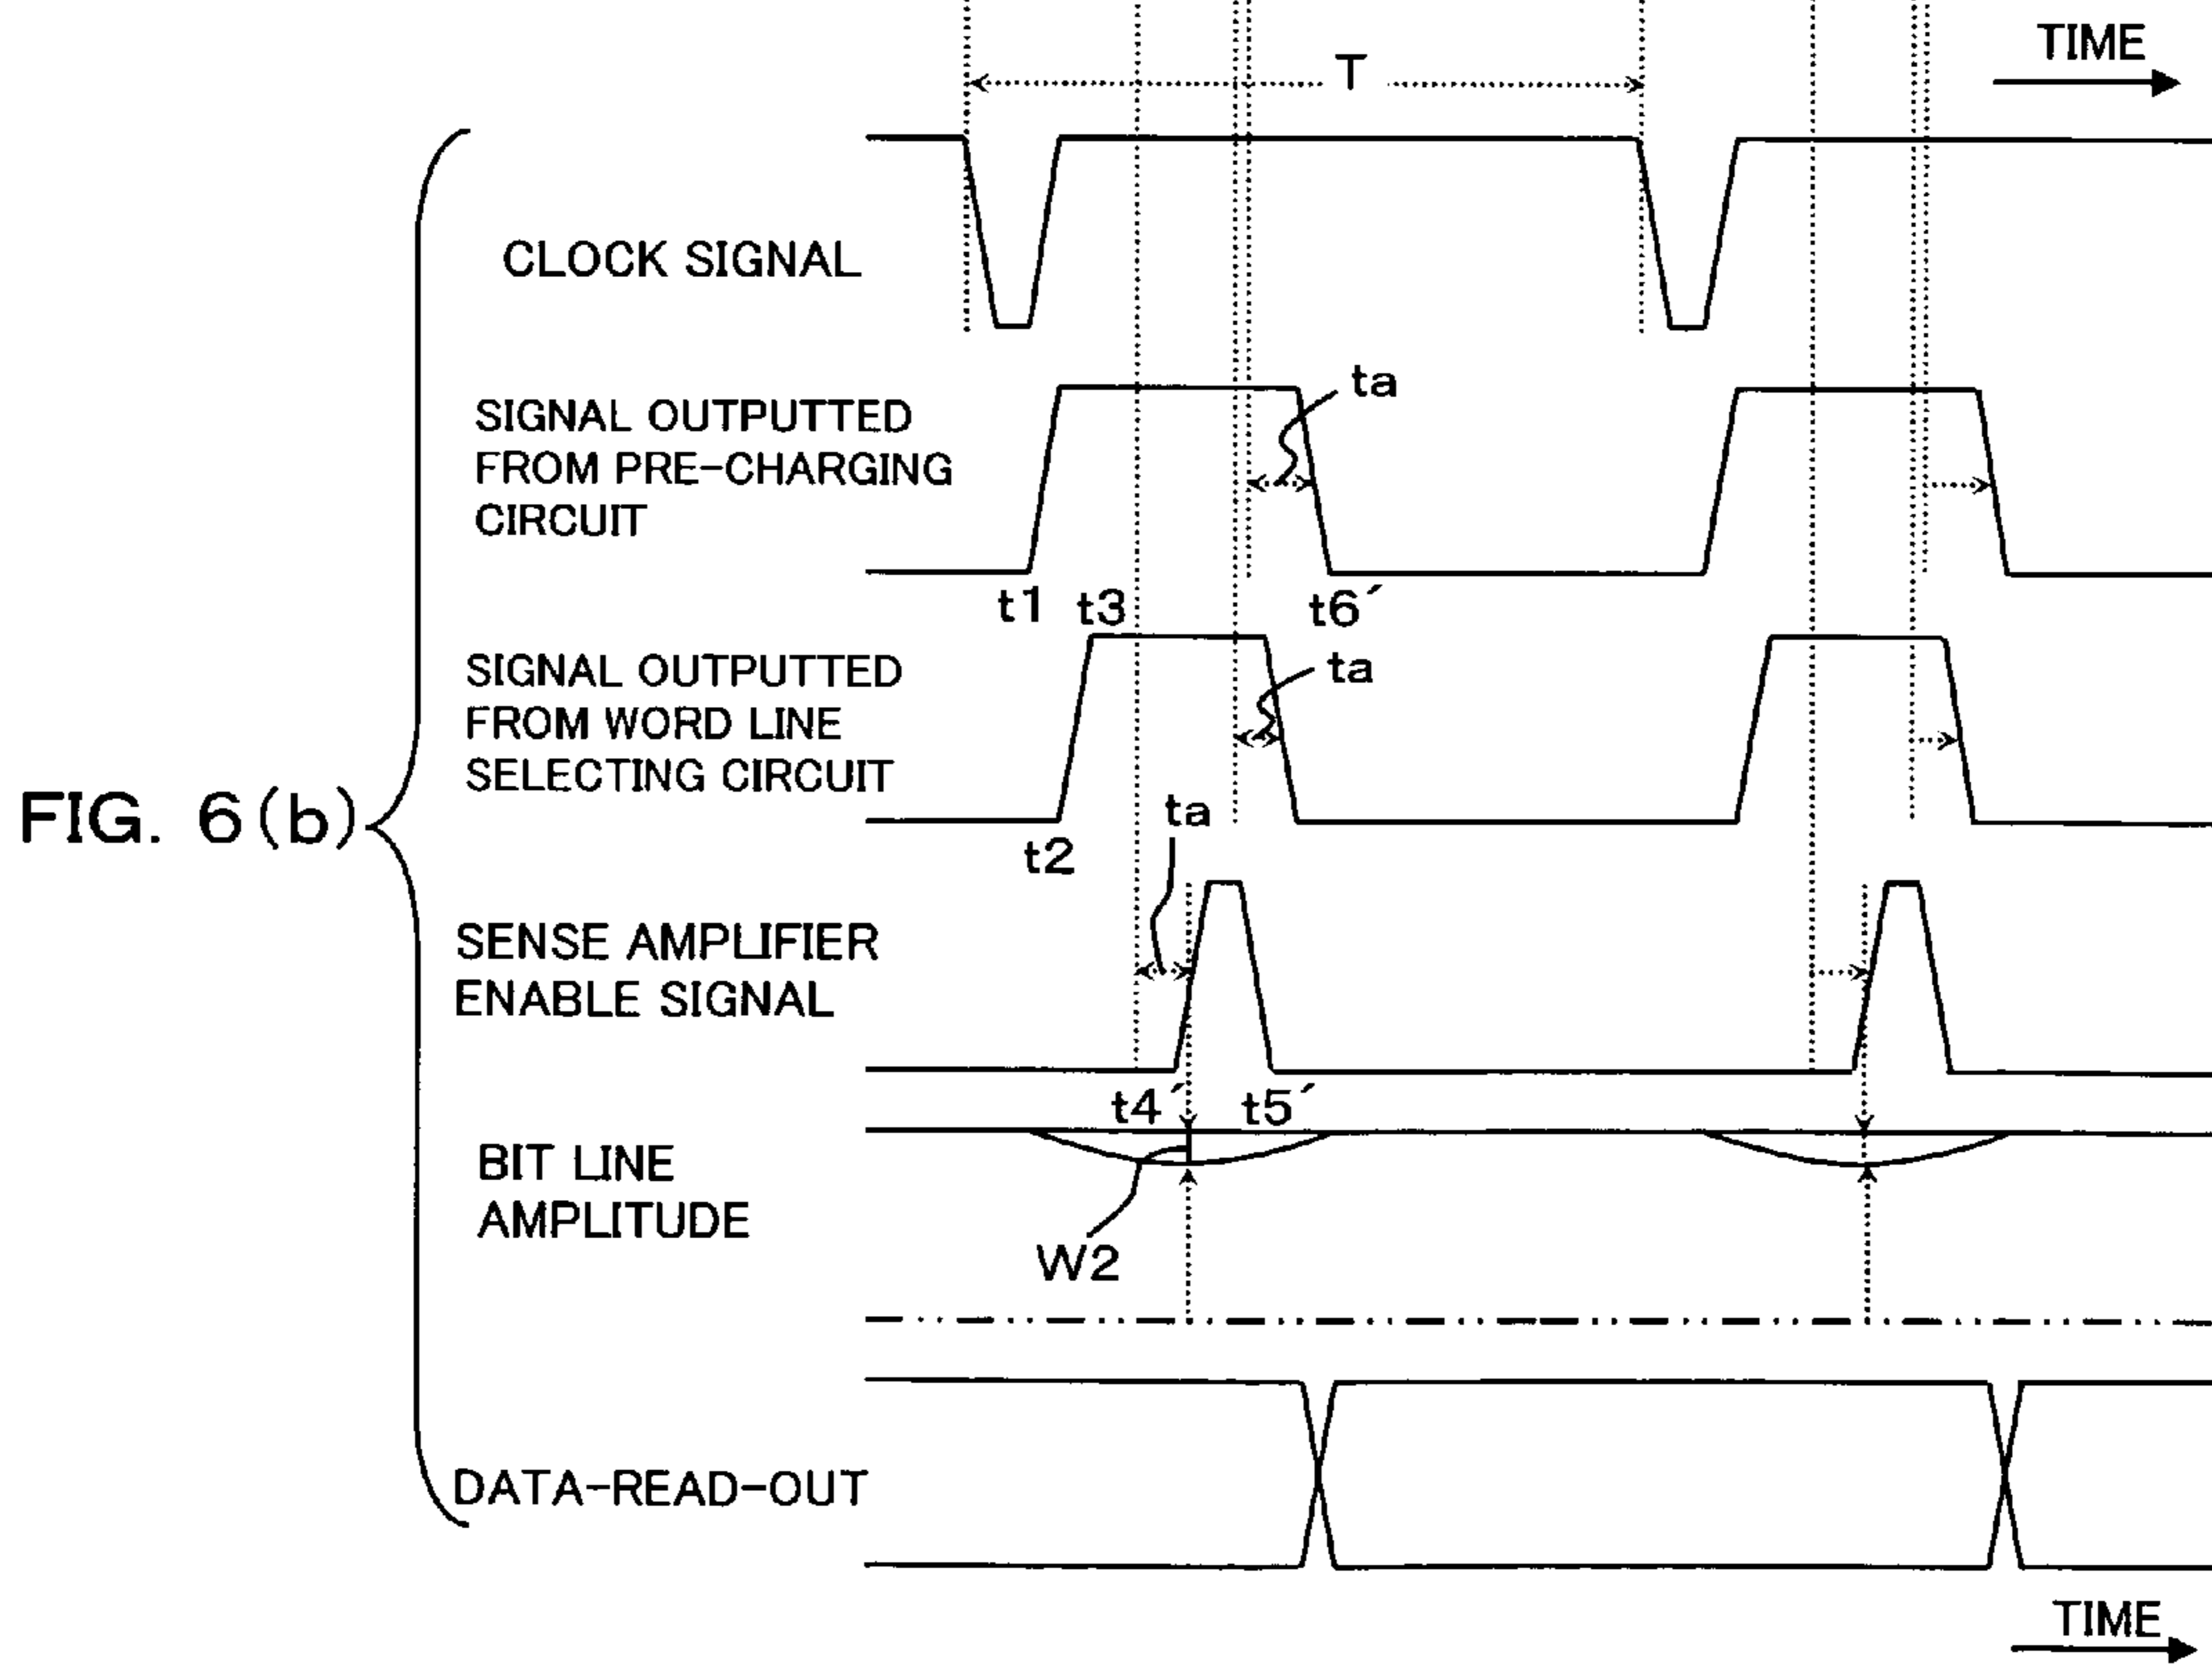 TIME
T
CLOCK SIGNAL
ta
SIGNAL OUTPUTTED
FROM PRE-CHARGING
CIRCUIT
t1 t3 t6´
SIGNAL OUTPUTTED
FROM WORD LINE
SELECTING CIRCUIT
ta
FIG. 6(b)
t2
ta
SENSE AMPLIFIER
ENABLE SIGNAL
t4´ t5´
BIT LINE
AMPLITUDE
W2
DATA-READ-OUT
TIME